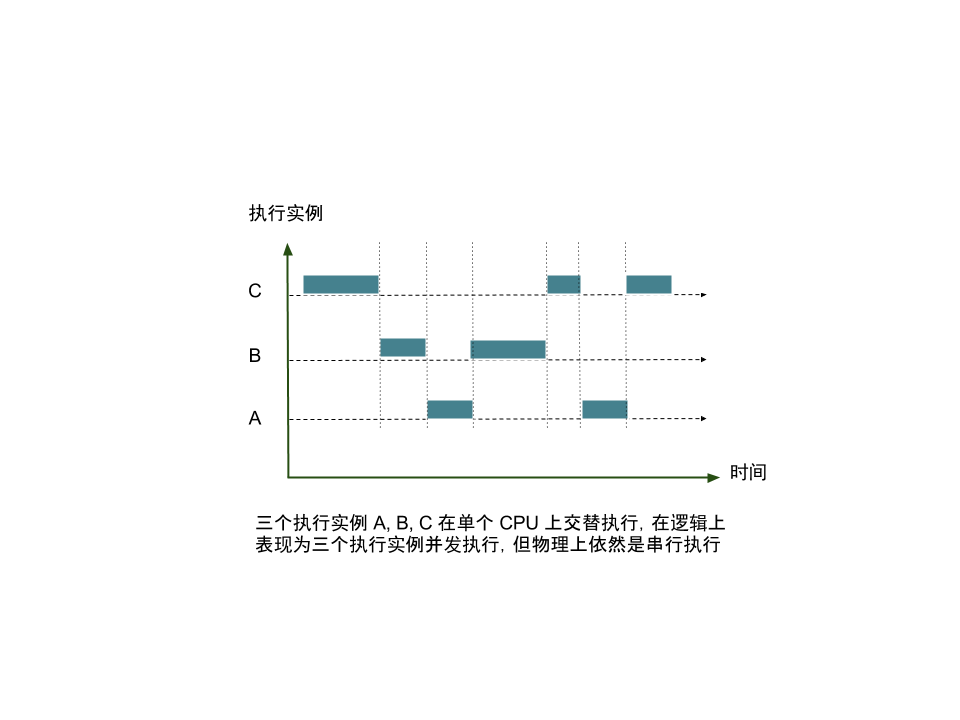 执行实例
C
B
A
时间
三个执行实例 A, B, C 在单个 CPU 上交替执行, 在逻辑上
表现为三个执行实例并发执行, 但物理上依然是串行执行